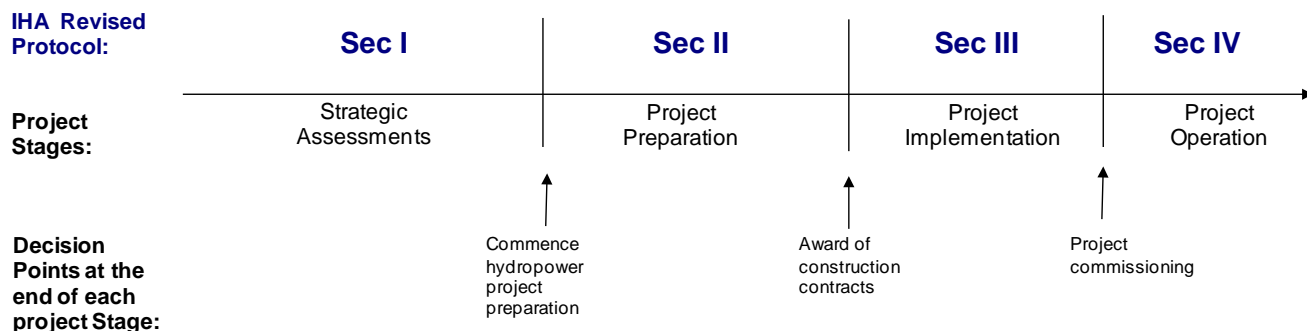 IHA Revised
Protocol:
Sec I
Sec II
Sec III
Sec IV
Project
Stages:
Strategic
Assessments
Project
Preparation
Project
Implementation
Project
Operation
Decision
Points at the
end of each
project Stage:
Commence
hydropower
project
preparation
Award of
construction
contracts
Project
commissioning